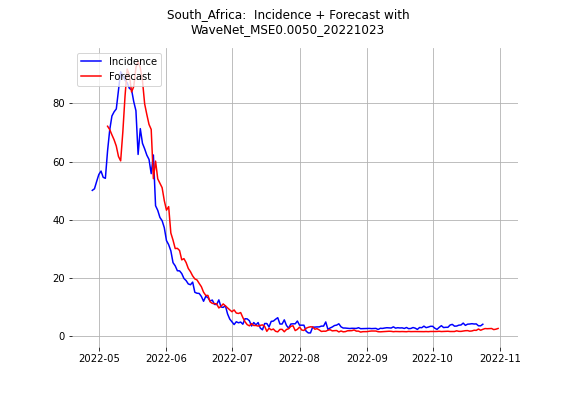 South_Africa:  Incidence + Forecast with
WaveNet_MSE0.0050_20221023
Incidence
Forecast
80
60
40
20
0
2022-05 2022-06 2022-07 2022-08 2022-09 2022-10 2022-11